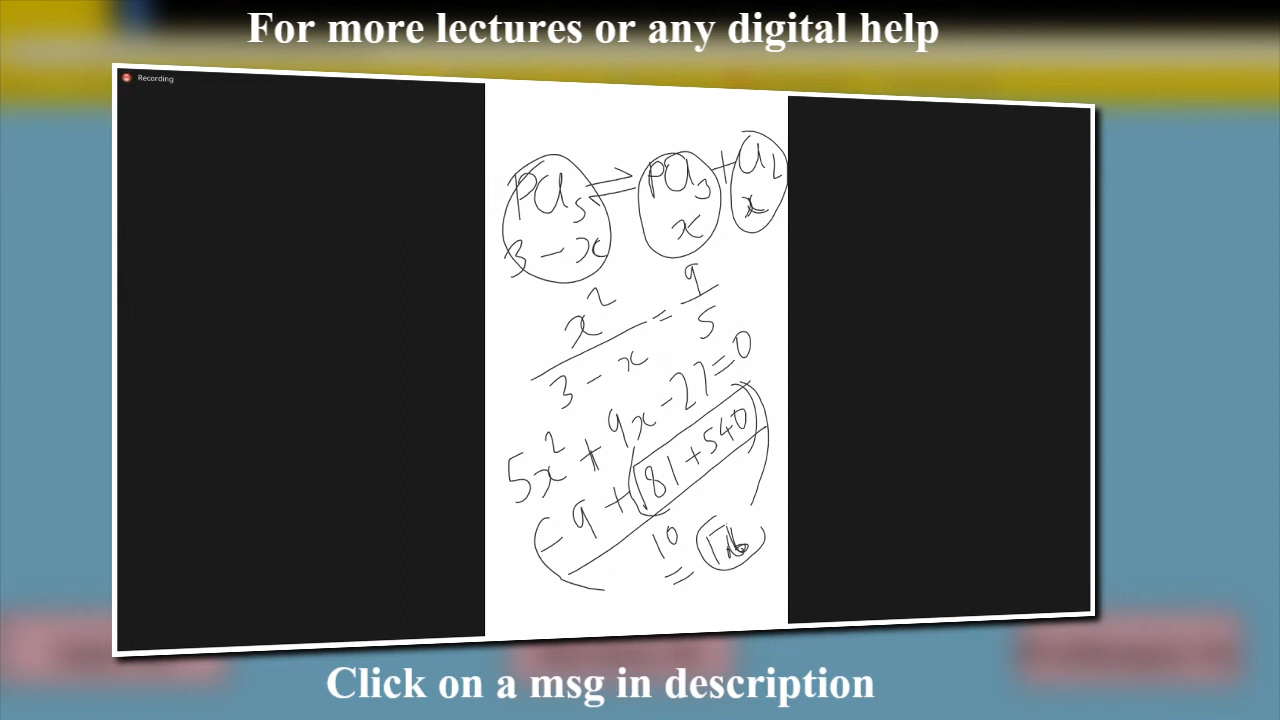 For more lectures or any digital help
Recording
PCl5 ⇌ PCl3 + Cl2
3 – x x x
x² / 3 – x = 9 / 5
5x² + 9x – 27 = 0
– 9 + √81 + 540 / 10
=
Click on a msg in description